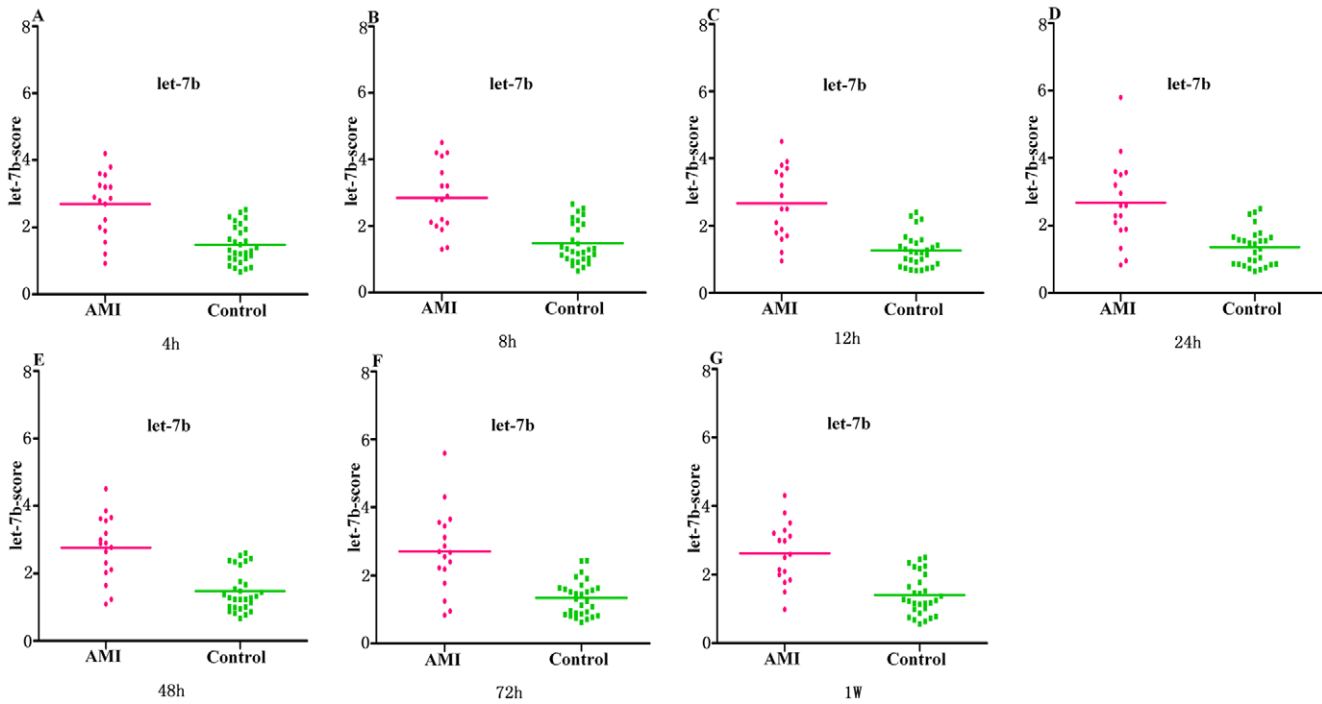 A
8
6
4
2
0
let-7b-score
let-7b
AMI
Control
4h
B
8
6
4
2
0
let-7b-score
let-7b
AMI
Control
8h
C
8
6
4
2
0
let-7b-score
let-7b
AMI
Control
12h
D
8
6
4
2
0
let-7b-score
let-7b
AMI
Control
24h
E
8
6
4
2
0
let-7b-score
let-7b
AMI
Control
48h
F
8
6
4
2
0
let-7b-score
let-7b
AMI
Control
72h
G
8
6
4
2
0
let-7b-score
let-7b
AMI
Control
1W